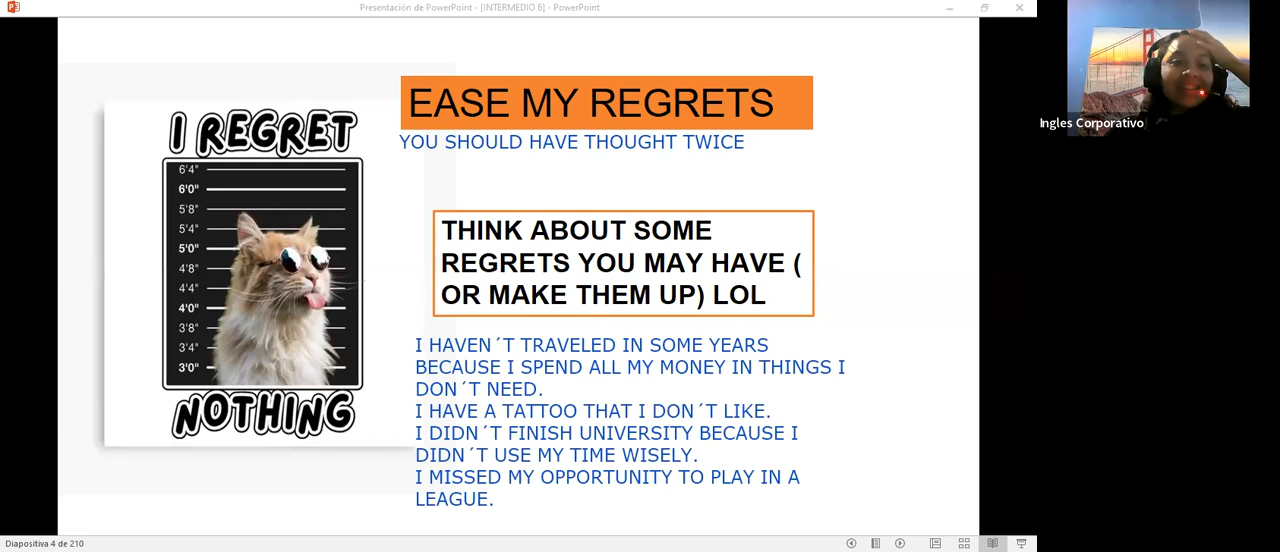 Presentación de PowerPoint - [INTERMEDIO 6] - PowerPoint
Ingles Corporativo
EASE MY REGRETS
YOU SHOULD HAVE THOUGHT TWICE
I REGRET
6'4"
6'0"
5'8"
5'4"
5'0"
4'8"
4'4"
4'0"
3'8"
3'4"
3'0"
NOTHING
THINK ABOUT SOME
REGRETS YOU MAY HAVE (
OR MAKE THEM UP) LOL
I HAVEN´T TRAVELED IN SOME YEARS
BECAUSE I SPEND ALL MY MONEY IN THINGS I
DON´T NEED.
I HAVE A TATTOO THAT I DON´T LIKE.
I DIDN´T FINISH UNIVERSITY BECAUSE I
DIDN´T USE MY TIME WISELY.
I MISSED MY OPPORTUNITY TO PLAY IN A
LEAGUE.
Diapositiva 4 de 210